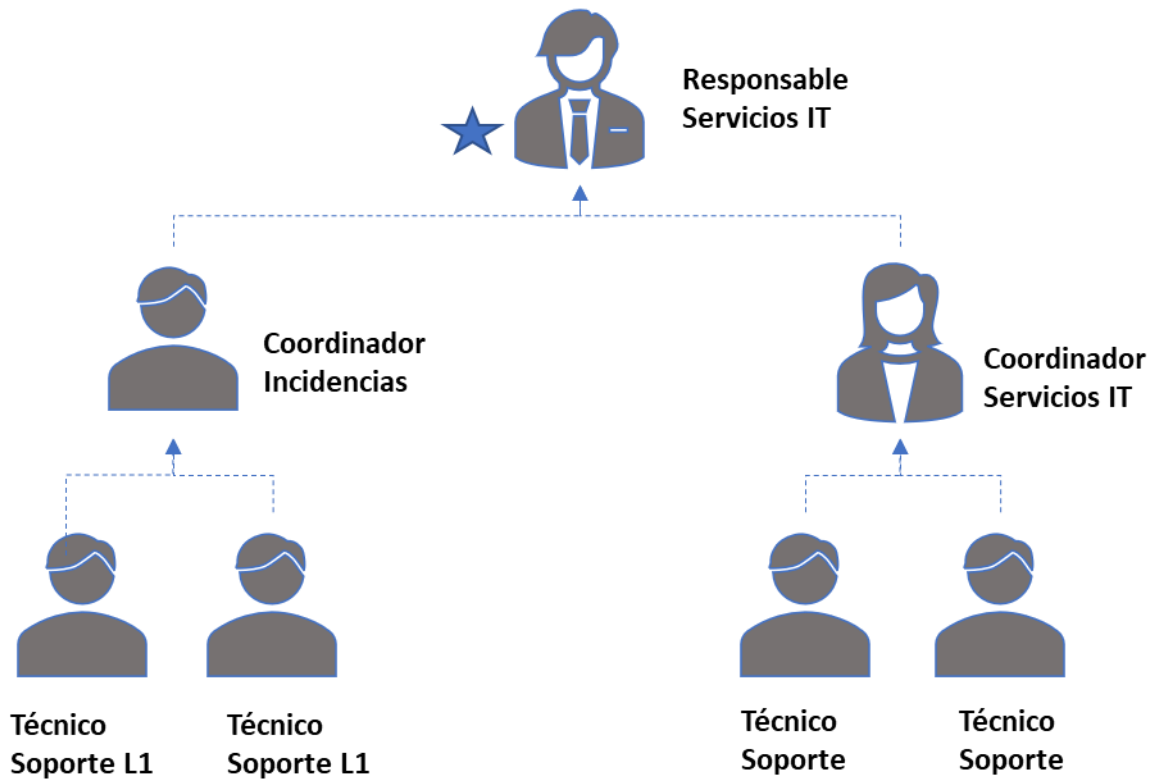 Responsable
Servicios IT
Coordinador
Incidencias
Coordinador
Servicios IT
Técnico
Soporte L1
Técnico
Soporte L1
Técnico
Soporte
Técnico
Soporte